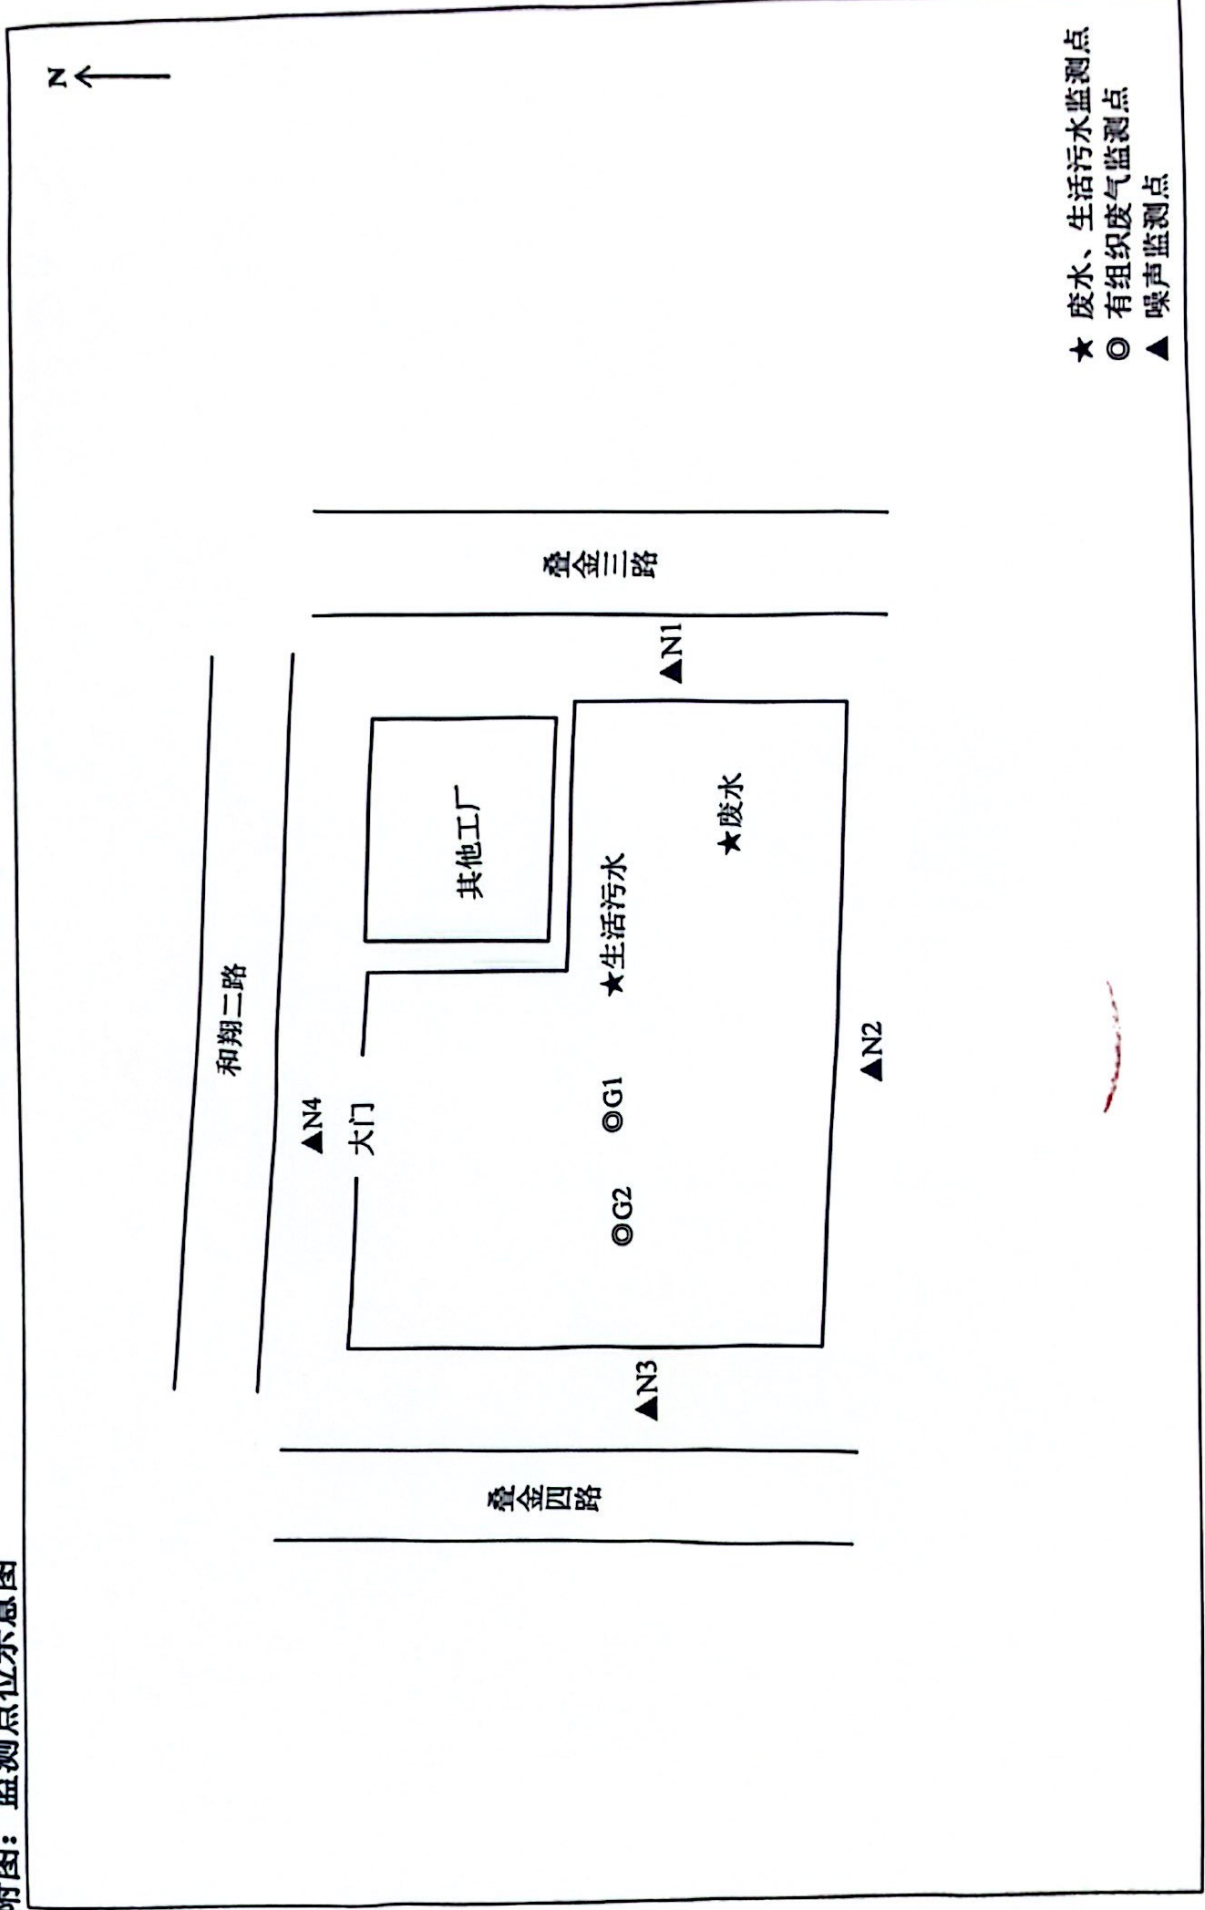 附图：监测点位示意图
N
和翔二路
▲N4
大门
其他工厂
叠金四路
叠金三路
▲N3
◎G2
◎G1
★生活污水
▲N1
★废水
▲N2
★ 废水、生活污水监测点
◎ 有组织废气监测点
▲ 噪声监测点